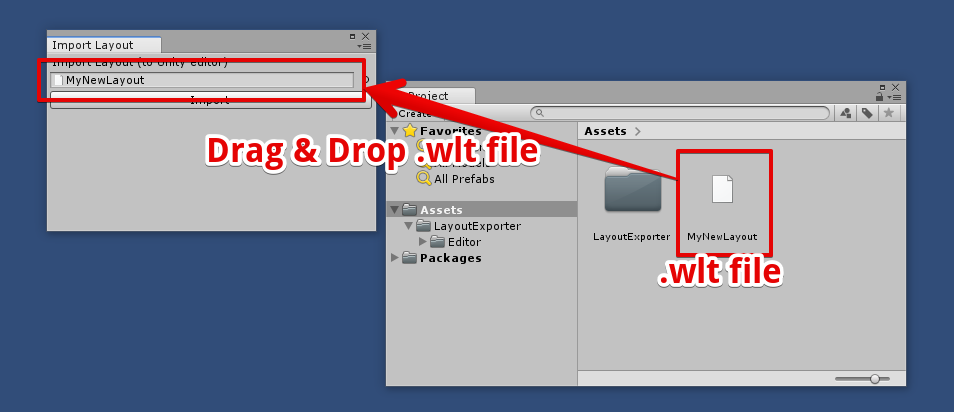 Import Layout
Import Layout (to Unity editor)
MyNewLayout
Import
Project
Create
Favorites
All Prefabs
Assets
LayoutExporter
Editor
Packages
Assets
LayoutExporter
MyNewLayout
Drag & Drop .wlt file
.wlt file